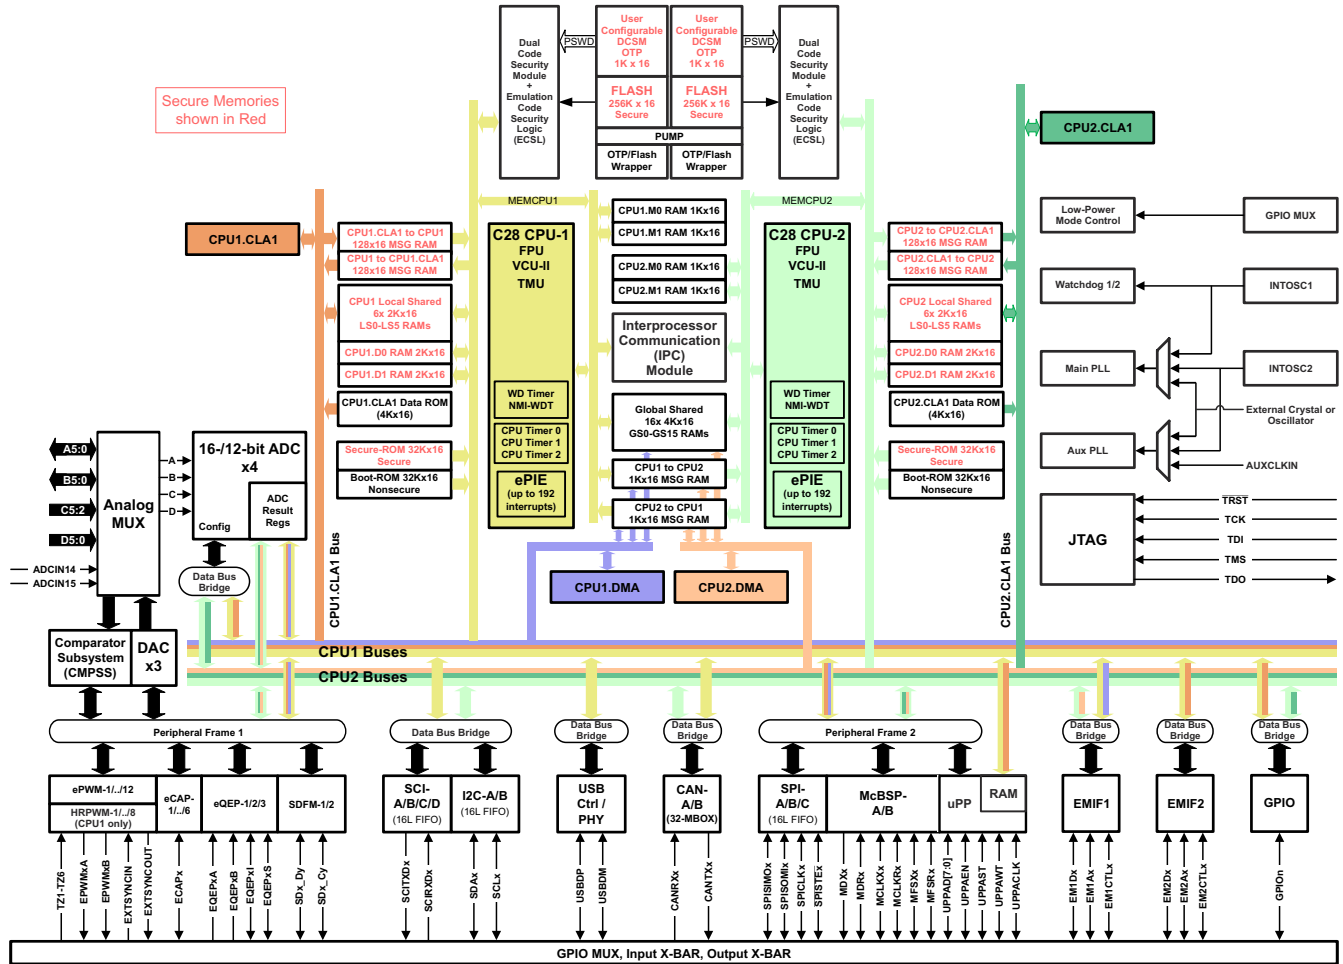 User
Configurable
DCSM
OTP
1K x 16
User
Configurable
DCSM
OTP
1K x 16
PSWD
PSWD
Dual
Code
Security
Module
+
Emulation
Code
Security
Logic
(ECSL)
Dual
Code
Security
Module
+
Emulation
Code
Security
Logic
(ECSL)
FLASH
256K x 16
Secure
FLASH
256K x 16
Secure
PUMP
OTP/Flash
Wrapper
OTP/Flash
Wrapper
Secure Memories
shown in Red
CPU2.CLA1
MEMCPU1
MEMCPU2
CPU1.CLA1
CPU1.CLA1 to CPU1
128x16 MSG RAM
CPU1 to CPU1.CLA1
128x16 MSG RAM
CPU1 Local Shared
6x 2Kx16
LS0-LS5 RAMs
CPU1.D0 RAM 2Kx16
CPU1.D1 RAM 2Kx16
CPU1.CLA1 Data ROM
(4Kx16)
Secure-ROM 32Kx16
Secure
Boot-ROM 32Kx16
Nonsecure
C28 CPU-1
FPU
VCU-II
TMU
WD Timer
NMI-WDT
CPU Timer 0
CPU Timer 1
CPU Timer 2
ePIE
(up to 192
interrupts)
CPU1.M0 RAM 1Kx16
CPU1.M1 RAM 1Kx16
CPU2.M0 RAM 1Kx16
CPU2.M1 RAM 1Kx16
Interprocessor
Communication
(IPC)
Module
Global Shared
16x 4Kx16
GS0-GS15 RAMs
CPU1 to CPU2
1Kx16 MSG RAM
CPU2 to CPU1
1Kx16 MSG RAM
C28 CPU-2
FPU
VCU-II
TMU
WD Timer
NMI-WDT
CPU Timer 0
CPU Timer 1
CPU Timer 2
ePIE
(up to 192
interrupts)
CPU2 to CPU2.CLA1
128x16 MSG RAM
CPU2.CLA1 to CPU2
128x16 MSG RAM
CPU2 Local Shared
6x 2Kx16
LS0-LS5 RAMs
CPU2.D0 RAM 2Kx16
CPU2.D1 RAM 2Kx16
CPU2.CLA1 Data ROM
(4Kx16)
Secure-ROM 32Kx16
Secure
Boot-ROM 32Kx16
Nonsecure
Low-Power
Mode Control
GPIO MUX
Watchdog 1/2
INTOSC1
Main PLL
INTOSC2
External Crystal or
Oscillator
Aux PLL
AUXCLKIN
JTAG
TRST
TCK
TDI
TMS
TDO
A5:0
B5:0
C5:2
D5:0
ADCIN14
ADCIN15
Analog
MUX
A
B
C
D
16-/12-bit ADC
x4
ADC
Result
Regs
Config
Data Bus
Bridge
CPU1.CLA1 Bus
CPU2.CLA1 Bus
CPU1.DMA
CPU2.DMA
Comparator
Subsystem
(CMPSS)
DAC
x3
CPU1 Buses
CPU2 Buses
Peripheral Frame 1
Data Bus Bridge
Data Bus
Bridge
Data Bus
Bridge
Peripheral Frame 2
Data Bus
Bridge
Data Bus
Bridge
Data Bus
Bridge
ePWM-1/../12
HRPWM-1/../8
(CPU1 only)
eCAP-
1/../6
eQEP-1/2/3
SDFM-1/2
SCI-
A/B/C/D
(16L FIFO)
I2C-A/B
(16L FIFO)
USB
Ctrl /
PHY
CAN-
A/B
(32-MBOX)
SPI-
A/B/C
(16L FIFO)
McBSP-
A/B
uPP
RAM
EMIF1
EMIF2
GPIO
TZ1-TZ6
EPWMxA
EPWMxB
EXTSYNCIN
EXTSYNCOUT
ECAPx
EQEPxA
EQEPxB
EQEPxI
EQEPxS
SDx_Dy
SDx_Cy
SCITXDx
SCIRXDx
SDAx
SCLx
USBDP
USBDM
CANRXx
CANTXx
SPISIMOx
SPISOMIx
SPICLKx
SPISTEx
MDXx
MDRx
MCLKXx
MCLKRx
MFSXx
MFSRx
UPPAD[7:0]
UPPAEN
UPPAST
UPPAWT
UPPACLK
EM1Dx
EM1Ax
EM1CTLx
EM2Dx
EM2Ax
EM2CTLx
GPIOn
GPIO MUX, Input X-BAR, Output X-BAR